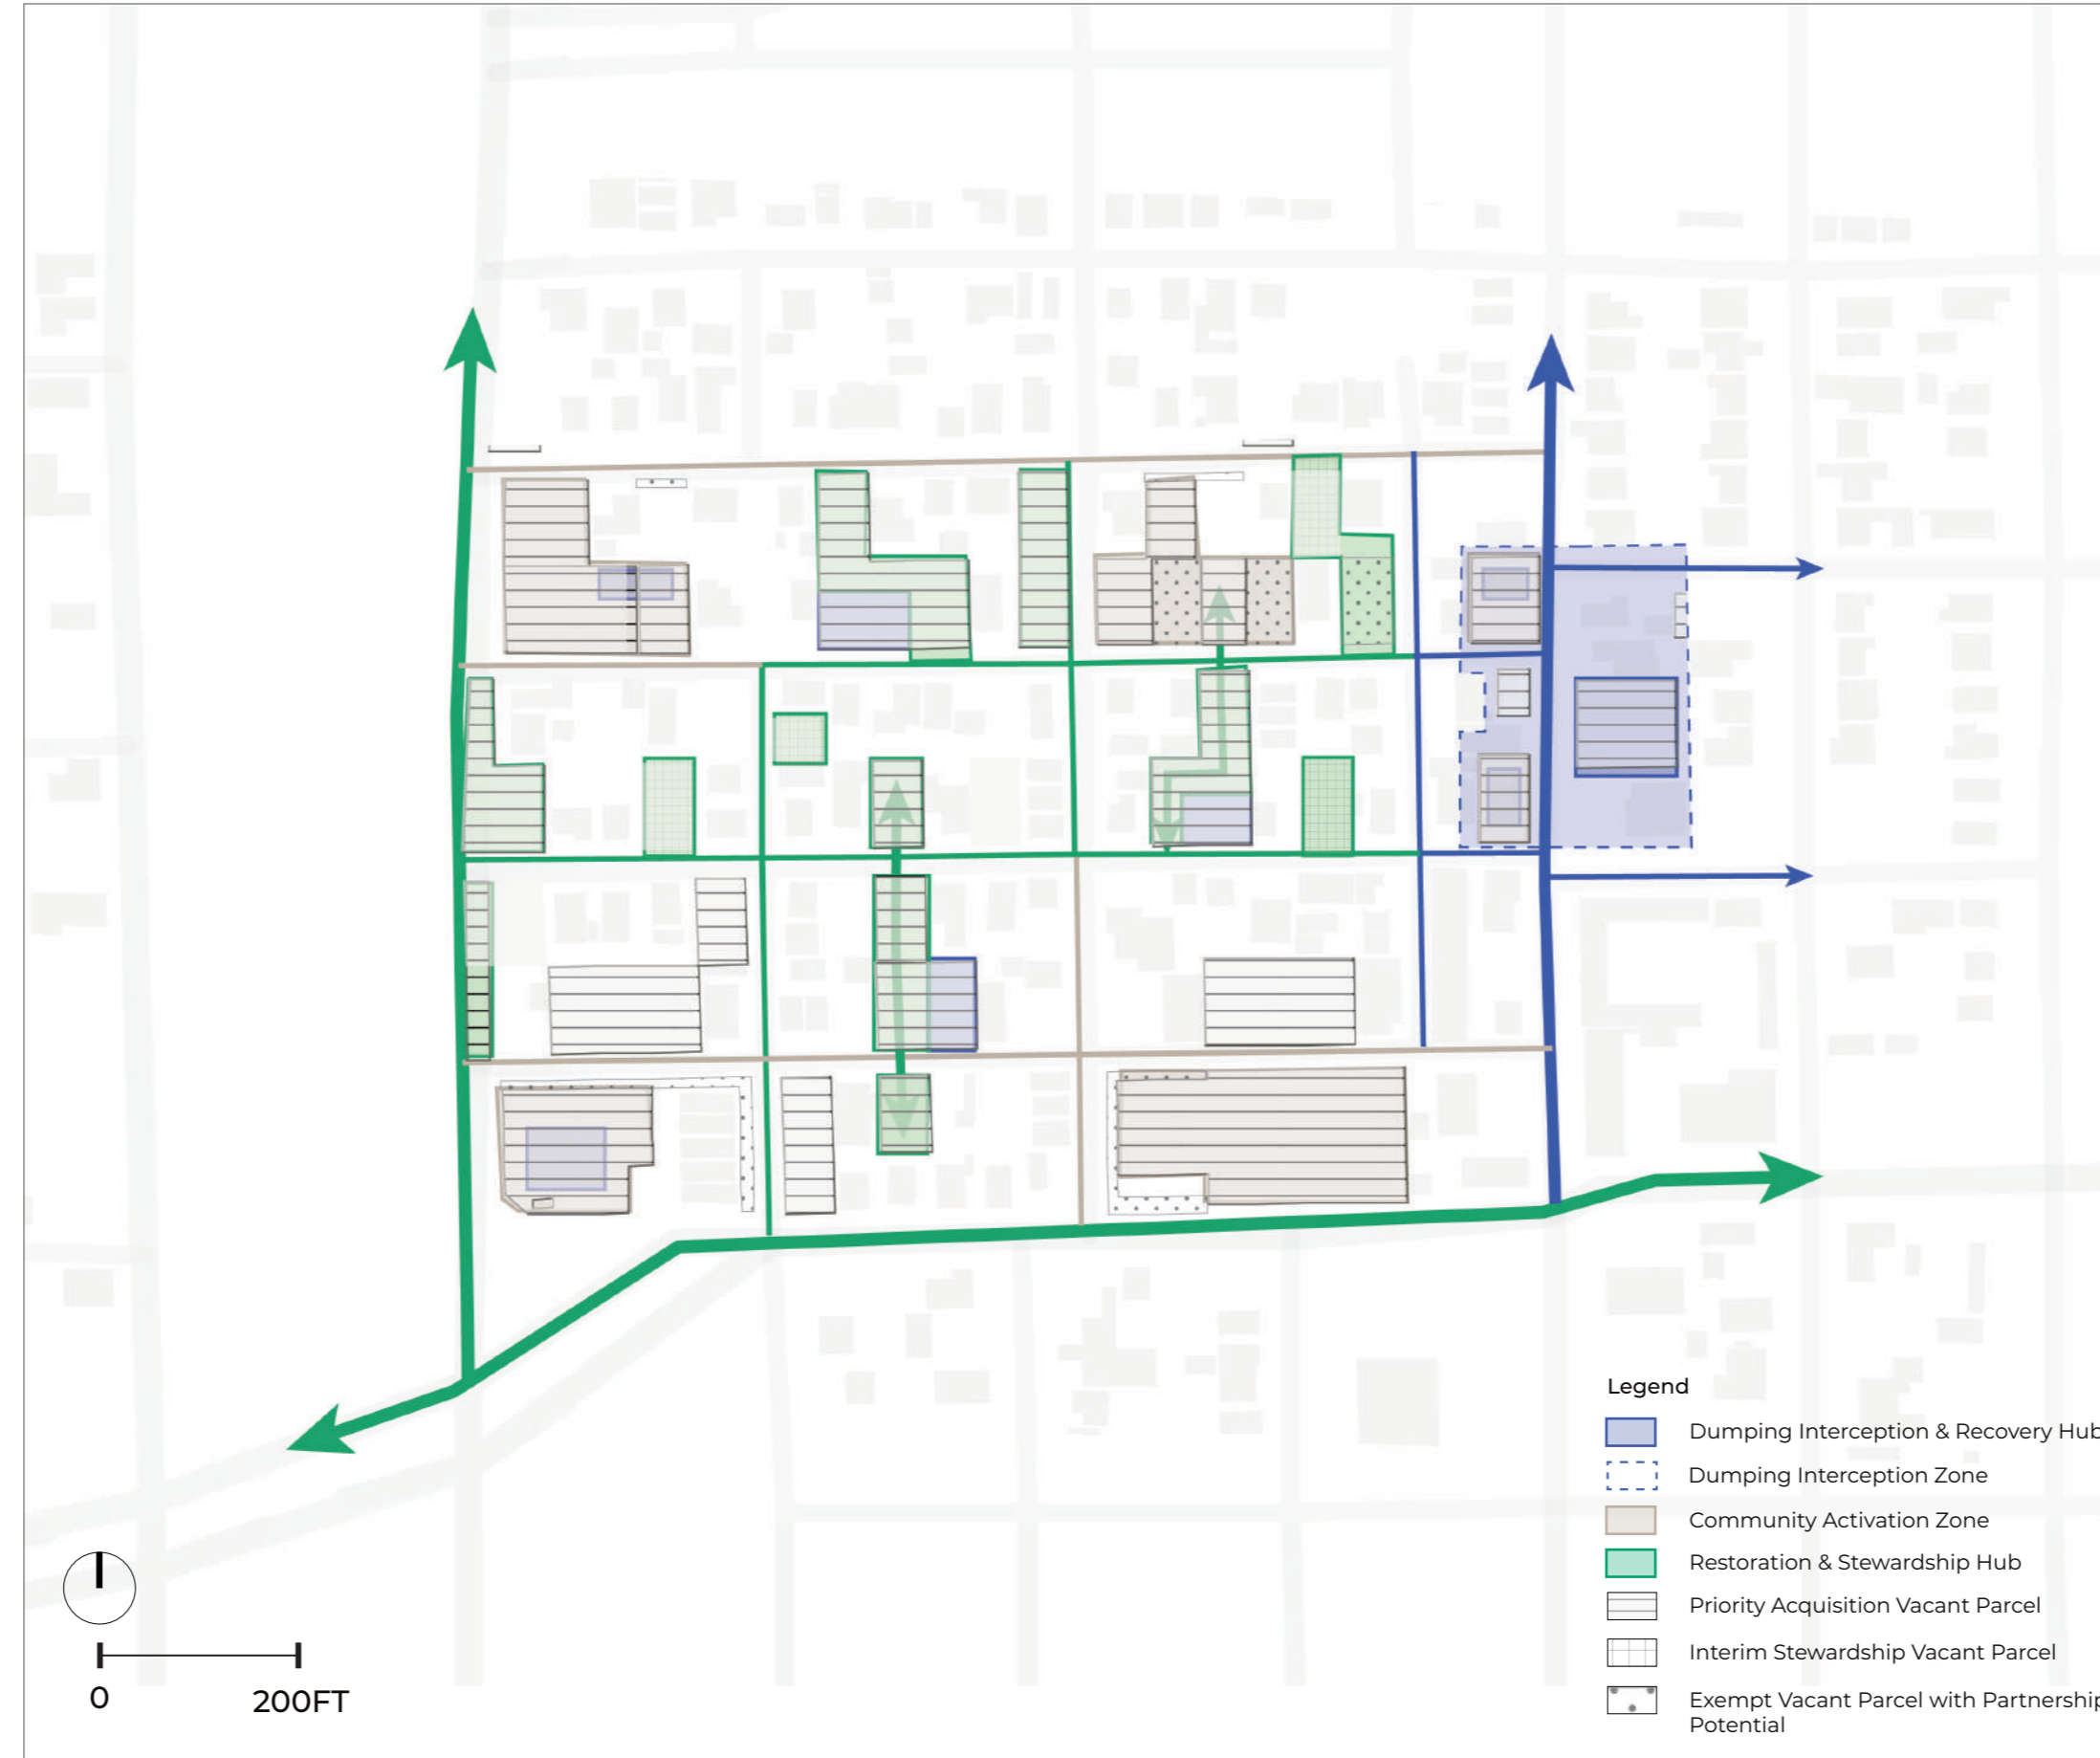 Legend
Dumping Interception & Recovery Hub
Dumping Interception Zone
Community Activation Zone
Restoration & Stewardship Hub
Priority Acquisition Vacant Parcel
Interim Stewardship Vacant Parcel
Exempt Vacant Parcel with Partnership
Potential
0
200FT